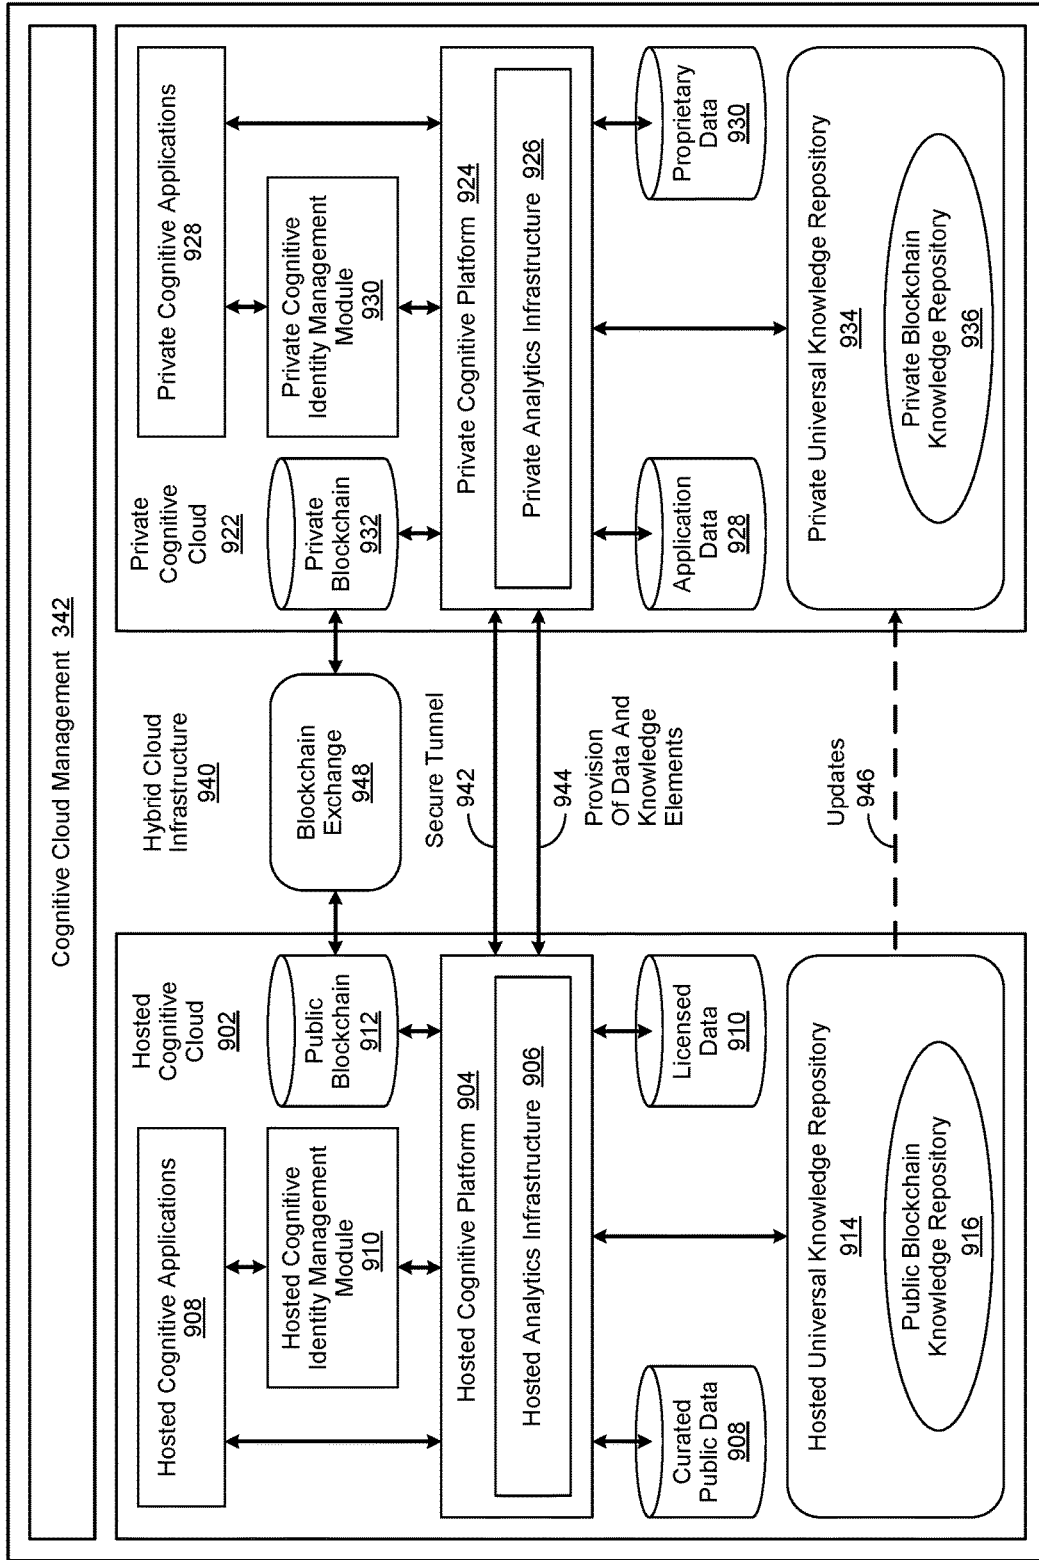 Cognitive Cloud Management 342
Hosted Cognitive Applications
908
Hosted
Cognitive
Cloud
902
Hosted Cognitive
Identity Management
Module
910
Public
Blockchain
912
Hosted Cognitive Platform 904
Hosted Analytics Infrastructure 906
Curated
Public Data
908
Licensed
Data
910
Hosted Universal Knowledge Repository
914
Public Blockchain
Knowledge Repository
916
Hybrid Cloud
Infrastructure
940
Blockchain
Exchange
948
Secure Tunnel
942
944
Provision
Of Data And
Knowledge
Elements
Updates
946
Private
Cognitive
Cloud
922
Private Cognitive Applications
928
Private
Blockchain
932
Private Cognitive
Identity Management
Module
930
Private Cognitive Platform 924
Private Analytics Infrastructure 926
Application
Data
928
Proprietary
Data
930
Private Universal Knowledge Repository
934
Private Blockchain
Knowledge Repository
936